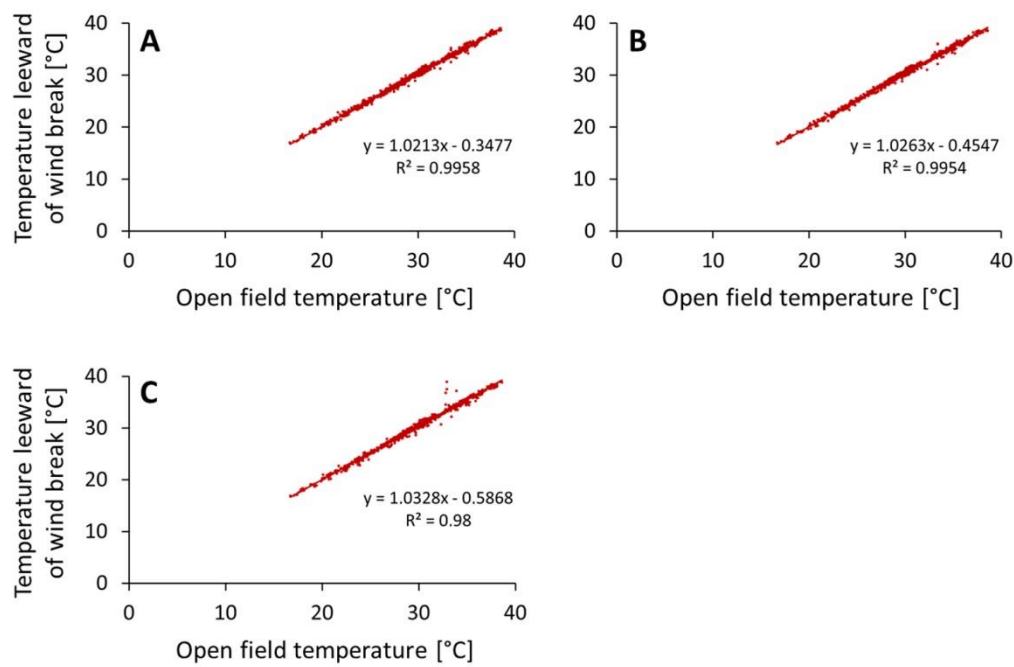 A
Temperature leeward
of wind break [°C]
40
30
20
10
0
y = 1.0213x - 0.3477
R² = 0.9958
0 10 20 30 40
Open field temperature [°C]
B
40
30
20
10
0
y = 1.0263x - 0.4547
R² = 0.9954
0 10 20 30 40
Open field temperature [°C]
C
Temperature leeward
of wind break [°C]
40
30
20
10
0
y = 1.0328x - 0.5868
R² = 0.98
0 10 20 30 40
Open field temperature [°C]